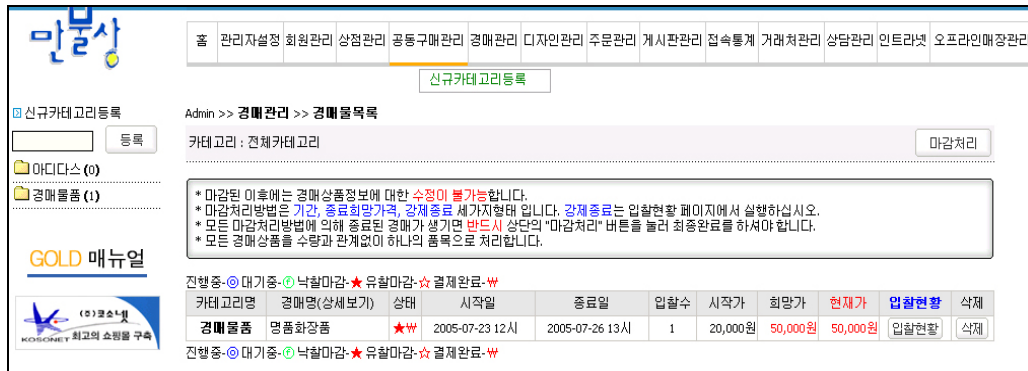 만물상
홈 관리자설정 회원관리 상점관리 공동구매관리 경매관리 디자인관리 주문관리 게시판관리 접속통계 거래처관리 상담관리 인트라넷 오프라인매장관리
신규카테고리등록
신규카테고리등록
등록
아디다스 (0)
경매물품 (1)
GOLD 매뉴얼
(주)코소넷
KOSONET 최고의 쇼핑몰 구축
Admin >> 경매관리 >> 경매물목록
카테고리 : 전체카테고리
마감처리
* 마감된 이후에는 경매상품정보에 대한 수정이 불가능합니다.
* 마감처리방법은 기간, 종료희망가격, 강제종료 세가지형태 입니다. 강제종료는 입찰현황 페이지에서 실행하십시오.
* 모든 마감처리방법에 의해 종료된 경매가 생기면 반드시 상단의 "마감처리" 버튼을 눌러 최종완료를 하셔야 합니다.
* 모든 경매상품을 수량과 관계없이 하나의 품목으로 처리합니다.
진행중-◎ 대기중-ⓕ 낙찰마감-★ 유찰마감-☆ 결제완료-₩
카테고리명 경매명(상세보기) 상태 시작일 종료일 입찰수 시작가 희망가 현재가 입찰현황 삭제
경매물품 명품화장품 ★₩ 2005-07-23 12시 2005-07-26 13시 1 20,000원 50,000원 50,000원 입찰현황 삭제
진행중-◎ 대기중-ⓕ 낙찰마감-★ 유찰마감-☆ 결제완료-₩